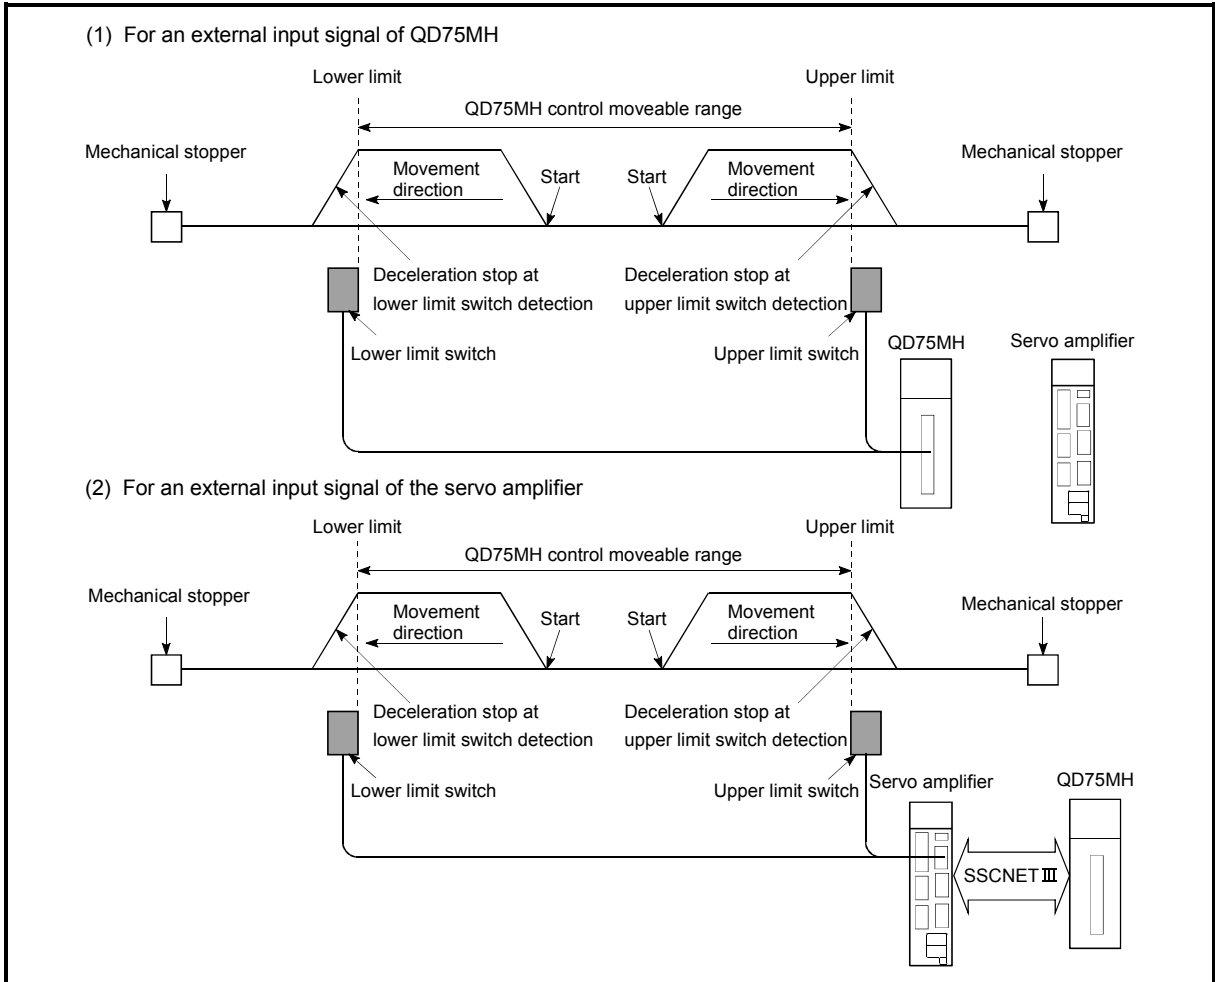 (1) For an external input signal of QD75MH
Lower limit
Upper limit
QD75MH control moveable range
Mechanical stopper
Mechanical stopper
Movement
direction
Start
Start
Movement
direction
Deceleration stop at
lower limit switch detection
Deceleration stop at
upper limit switch detection
Lower limit switch
Upper limit switch
QD75MH
Servo amplifier
(2) For an external input signal of the servo amplifier
Lower limit
Upper limit
QD75MH control moveable range
Mechanical stopper
Mechanical stopper
Movement
direction
Start
Start
Movement
direction
Deceleration stop at
lower limit switch detection
Deceleration stop at
upper limit switch detection
Lower limit switch
Upper limit switch
Servo amplifier
QD75MH
SSCNETⅢ